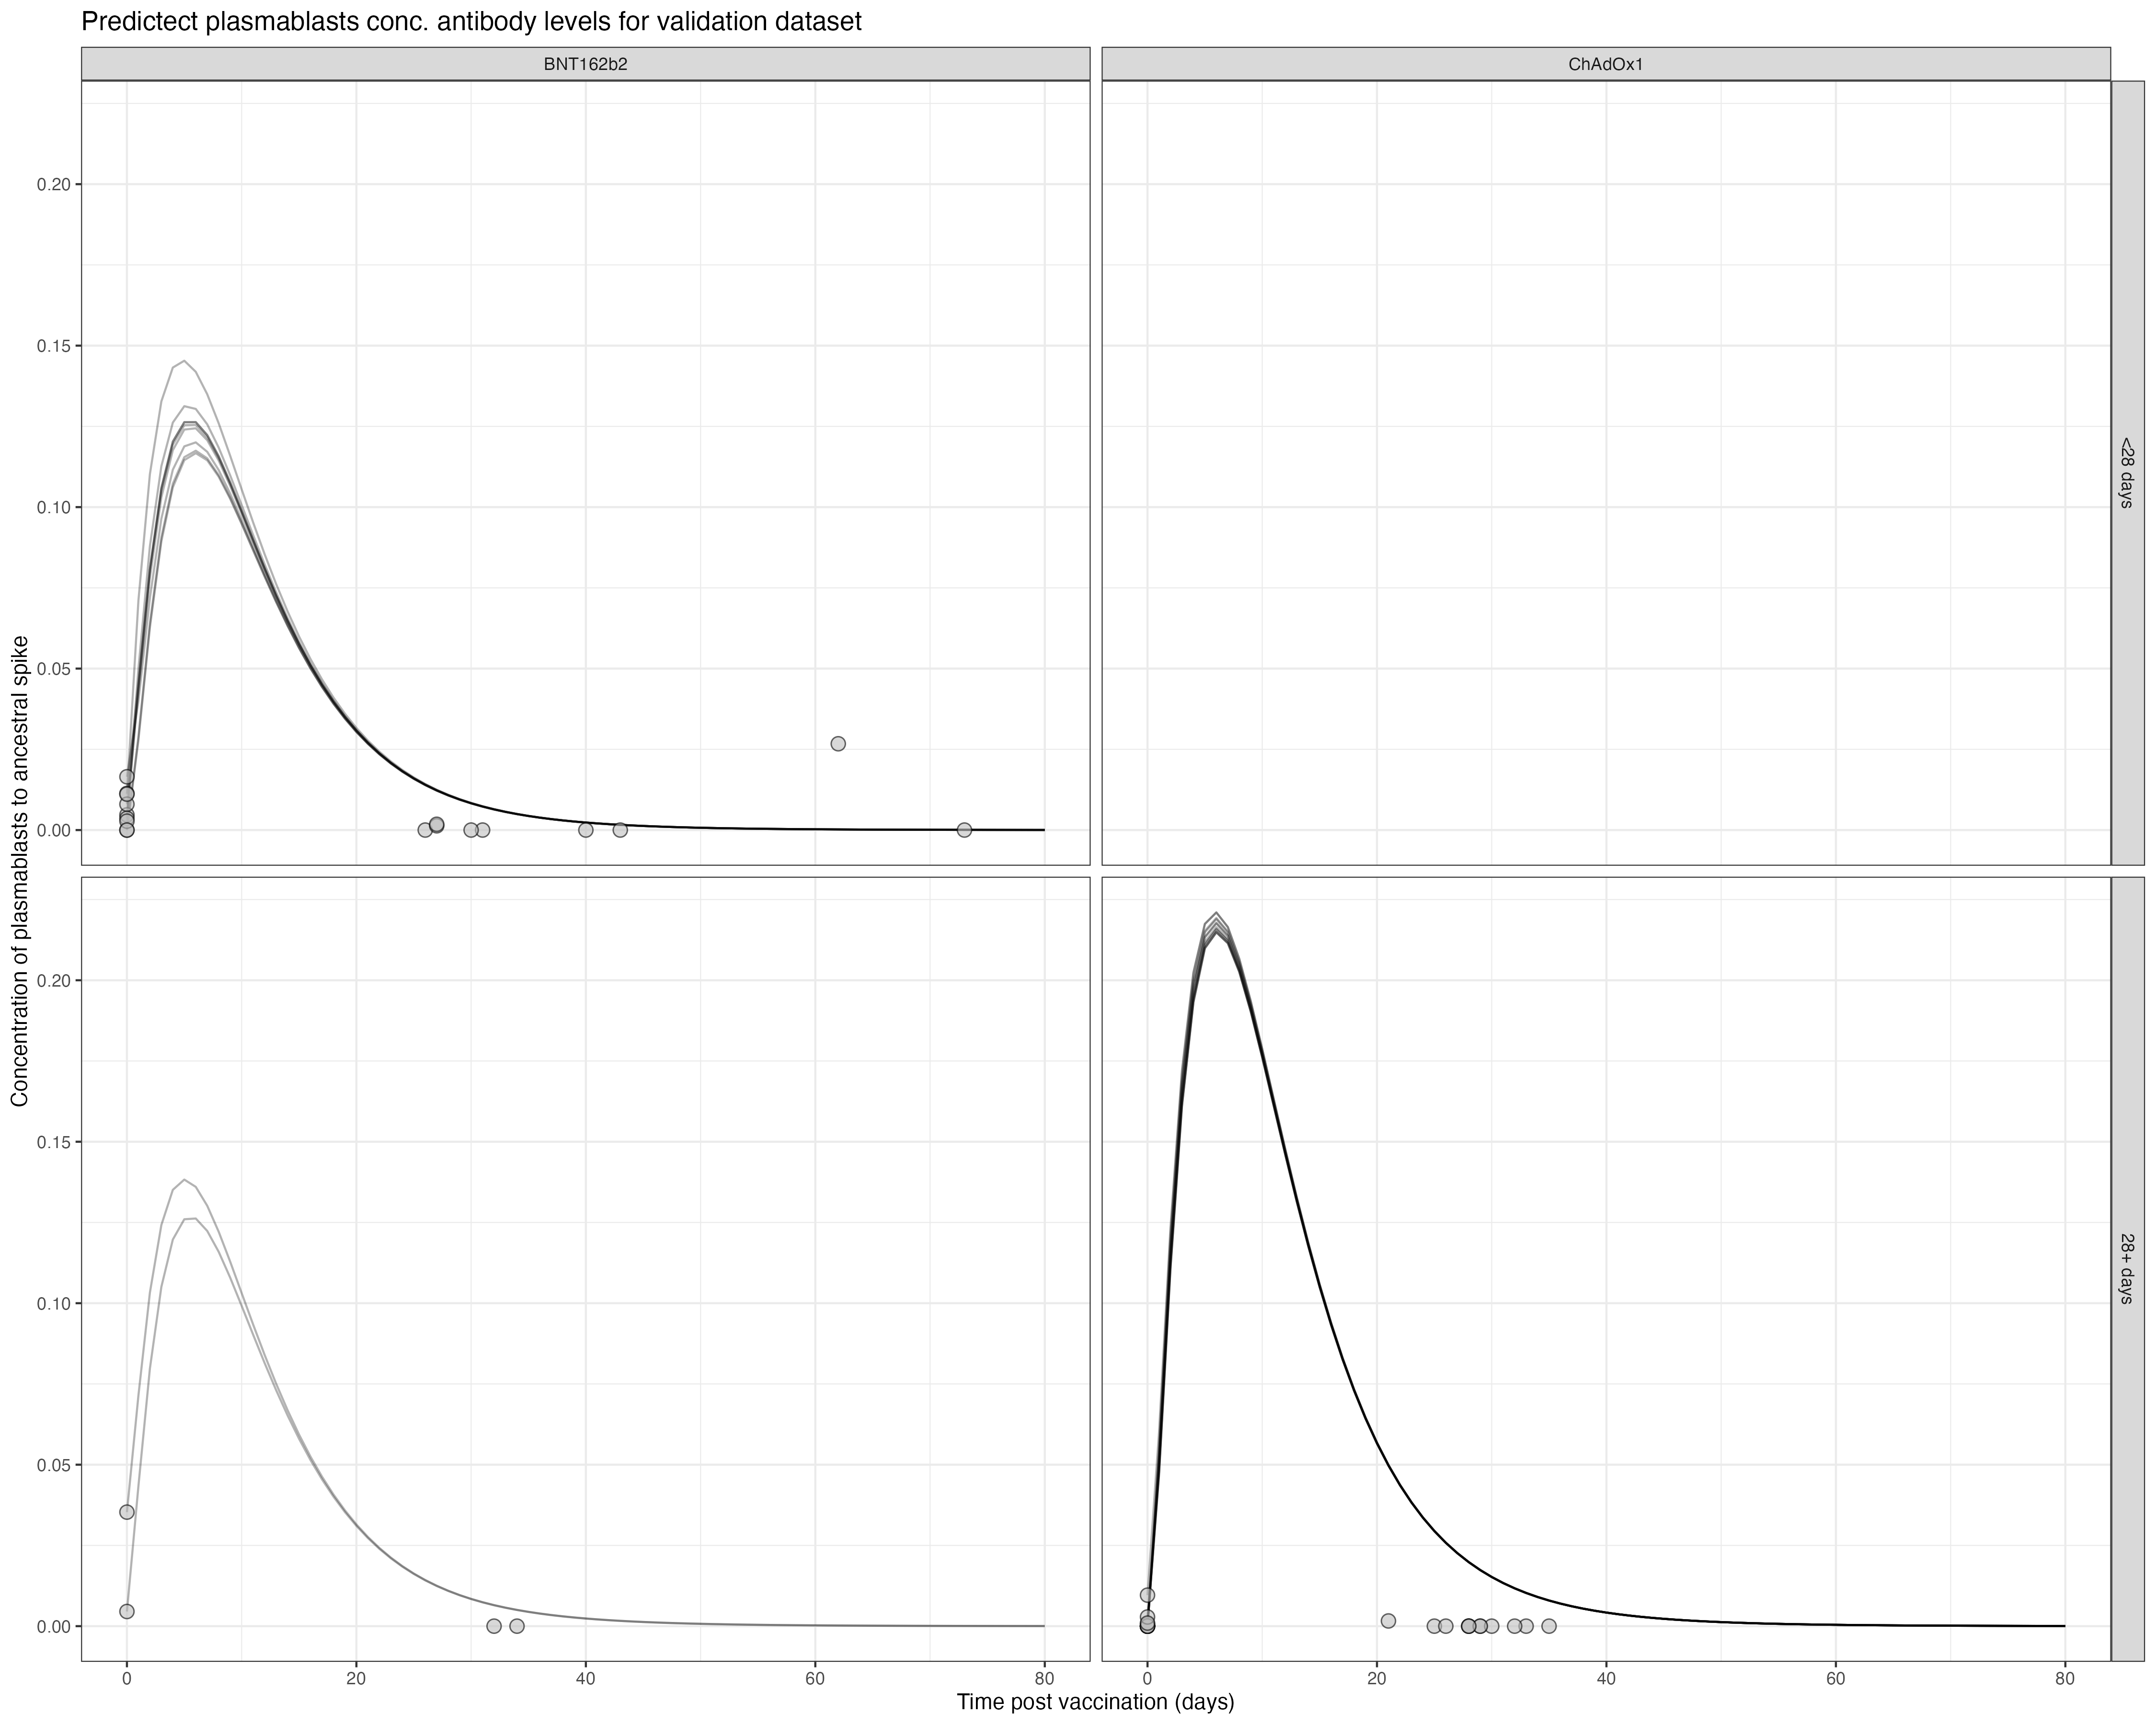 Predictect plasmablasts conc. antibody levels for validation dataset
BNT162b2
ChAdOx1
Concentration of plasmablasts to ancestral spike
0.20
0.15
0.10
0.05
0.00
<28 days
0.20
0.15
0.10
0.05
0.00
28+ days
0 20 40 60 80
0 20 40 60 80
Time post vaccination (days)